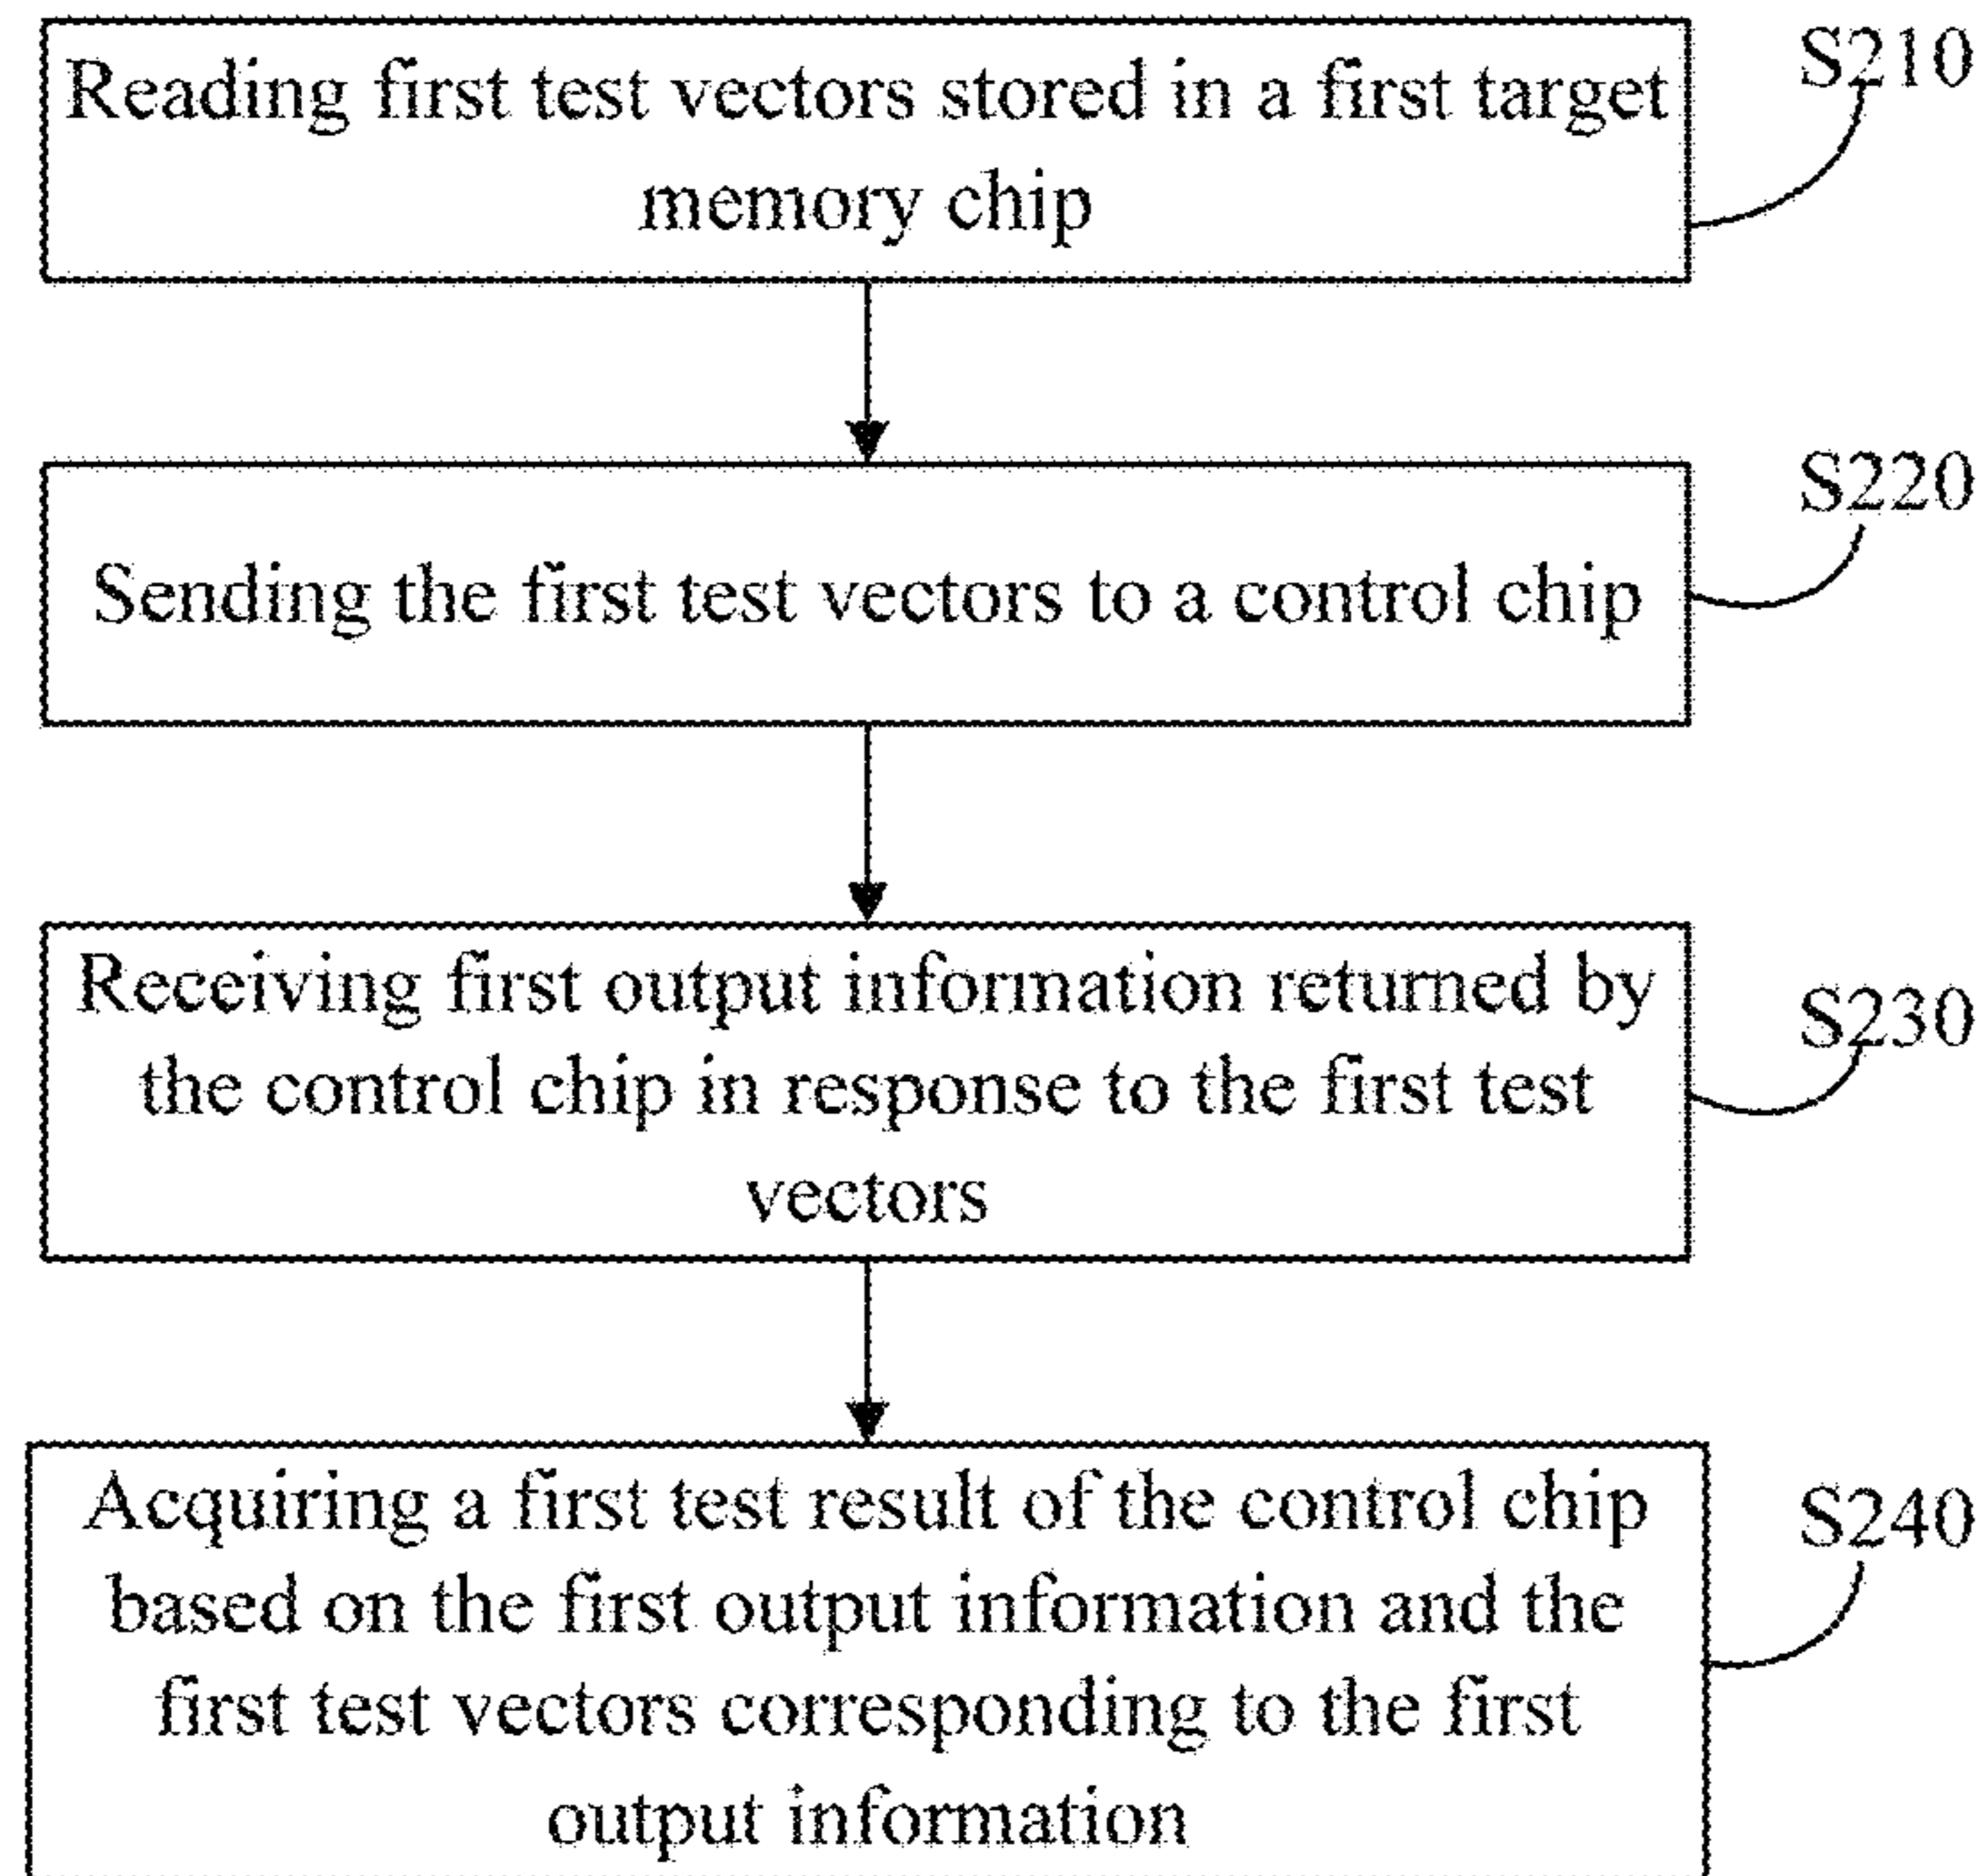 Reading first test vectors stored in a first target
memory chip
S210
Sending the first test vectors to a control chip
S220
Receiving first output information returned by
the control chip in response to the first test
vectors
S230
Acquiring a first test result of the control chip
based on the first output information and the
first test vectors corresponding to the first
output information
S240